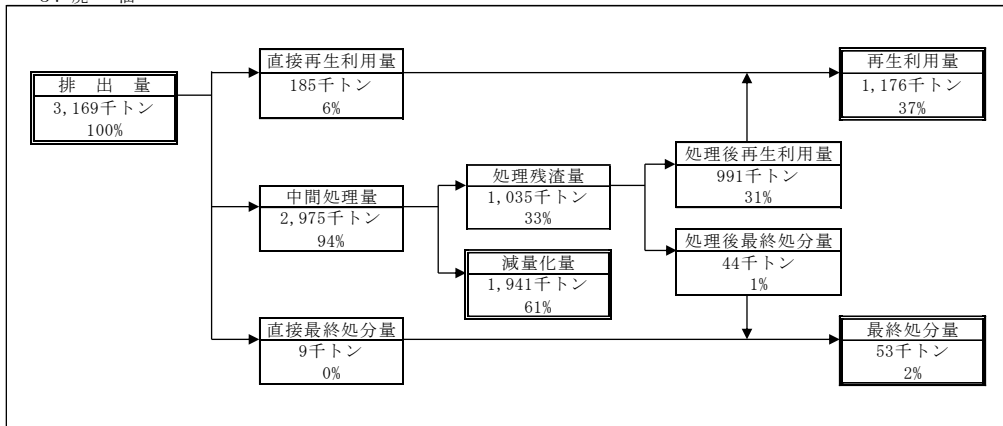 排出量
3,169千トン
100%
直接再生利用量
185千トン
6%
再生利用量
1,176千トン
37%
中間処理量
2,975千トン
94%
処理残渣量
1,035千トン
33%
処理後再生利用量
991千トン
31%
減量化量
1,941千トン
61%
処理後最終処分量
44千トン
1%
直接最終処分量
9千トン
0%
最終処分量
53千トン
2%